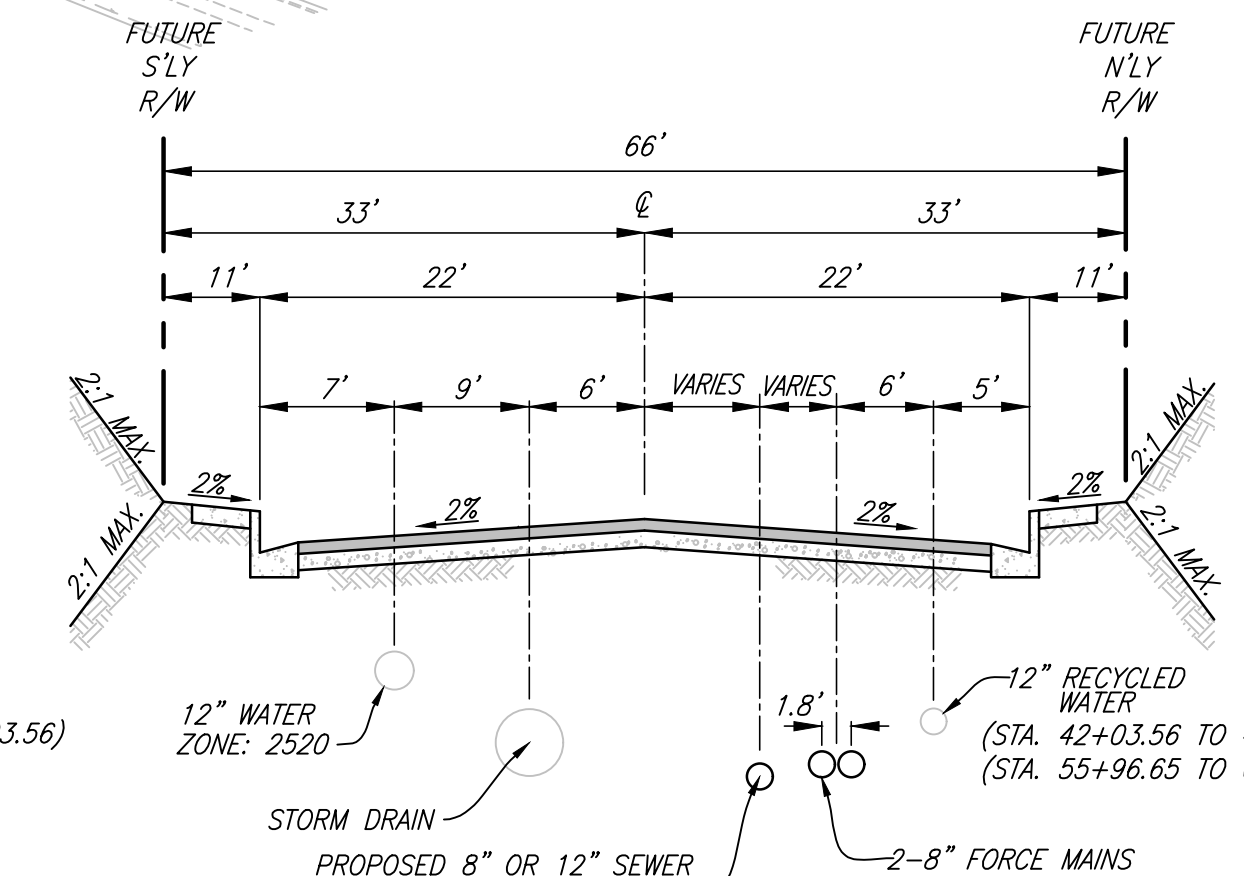 FUTURE
S'LY
R/W
FUTURE
N'LY
R/W
66'
33'
℄
33'
11'
22'
22'
11'
7'
9'
6'
VARIES
VARIES
6'
5'
2:1 MAX.
2:1 MAX.
2%
2%
2%
2%
2:1 MAX.
2:1 MAX.
3.56)
12" WATER
ZONE: 2520
STORM DRAIN
PROPOSED 8" OR 12" SEWER
1.8'
2-8" FORCE MAINS
12" RECYCLED
WATER
(STA. 42+03.56 TO
(STA. 55+96.65 TO